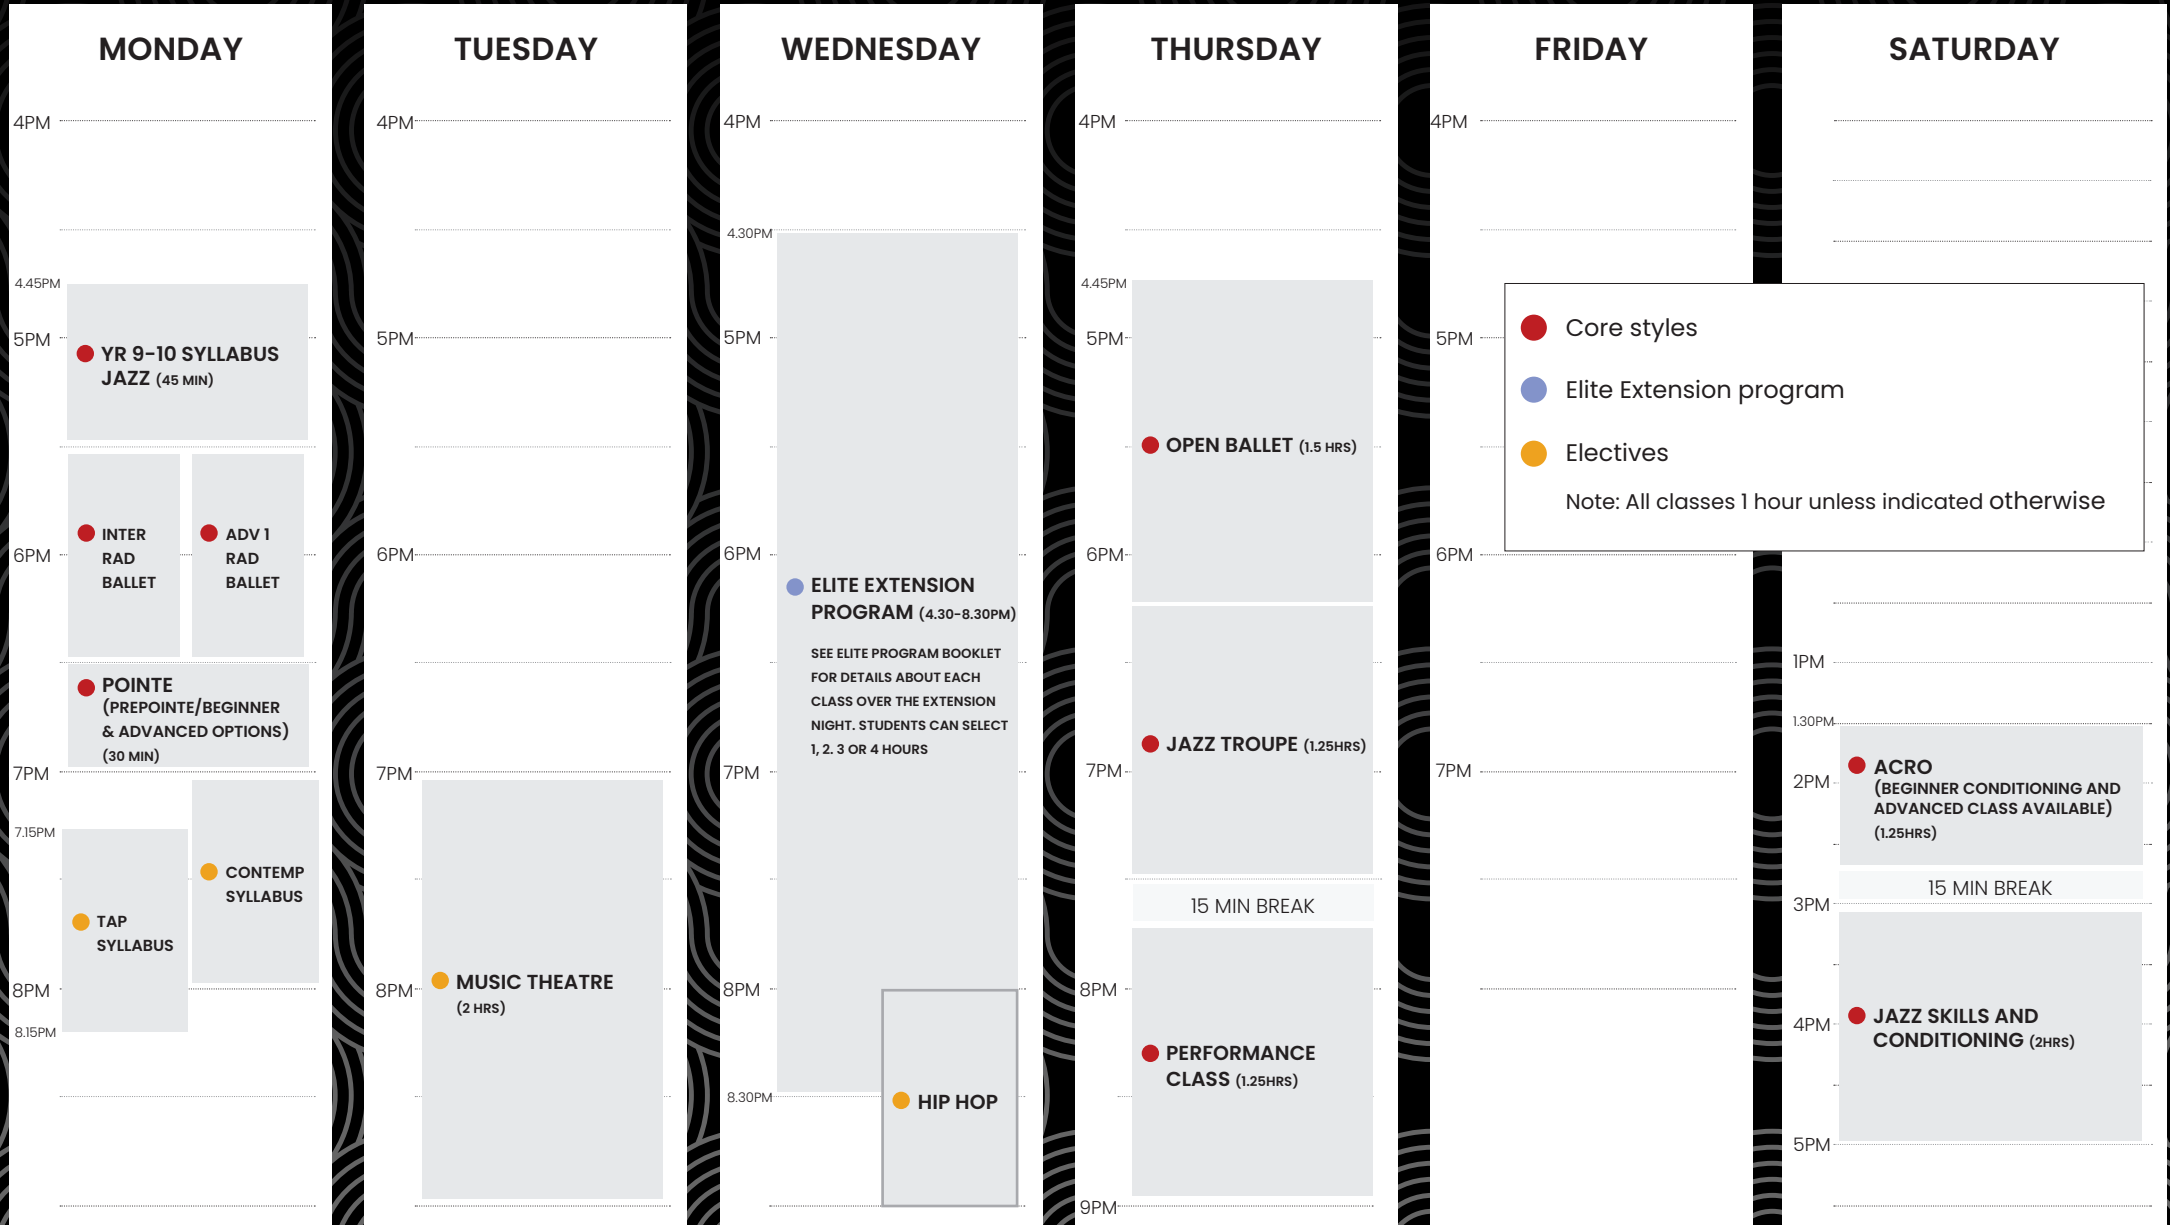 MONDAY
4PM
4.45PM
5PM
YR 9-10 SYLLABUS
JAZZ (45 MIN)
INTER
RAD
BALLET
ADV 1
RAD
BALLET
6PM
POINTE
(PREPOINTE/BEGINNER
& ADVANCED OPTIONS)
(30 MIN)
7PM
7.15PM
CONTEMP
SYLLABUS
TAP
SYLLABUS
8PM
8.15PM
TUESDAY
4PM
5PM
6PM
7PM
8PM
MUSIC THEATRE
(2 HRS)
WEDNESDAY
4PM
4.30PM
5PM
6PM
ELITE EXTENSION
PROGRAM (4.30-8.30PM)
SEE ELITE PROGRAM BOOKLET
FOR DETAILS ABOUT EACH
CLASS OVER THE EXTENSION
NIGHT. STUDENTS CAN SELECT
1, 2. 3 OR 4 HOURS
7PM
8PM
8.30PM
HIP HOP
THURSDAY
4PM
4.45PM
5PM
OPEN BALLET (1.5 HRS)
6PM
JAZZ TROUPE (1.25HRS)
7PM
15 MIN BREAK
8PM
PERFORMANCE
CLASS (1.25HRS)
9PM
FRIDAY
4PM
5PM
6PM
7PM
Core styles
Elite Extension program
Electives
Note: All classes 1 hour unless indicated otherwise
SATURDAY
1PM
1.30PM
ACRO
2PM
(BEGINNER CONDITIONING AND
ADVANCED CLASS AVAILABLE)
(1.25HRS)
15 MIN BREAK
3PM
JAZZ SKILLS AND
4PM
CONDITIONING (2HRS)
5PM